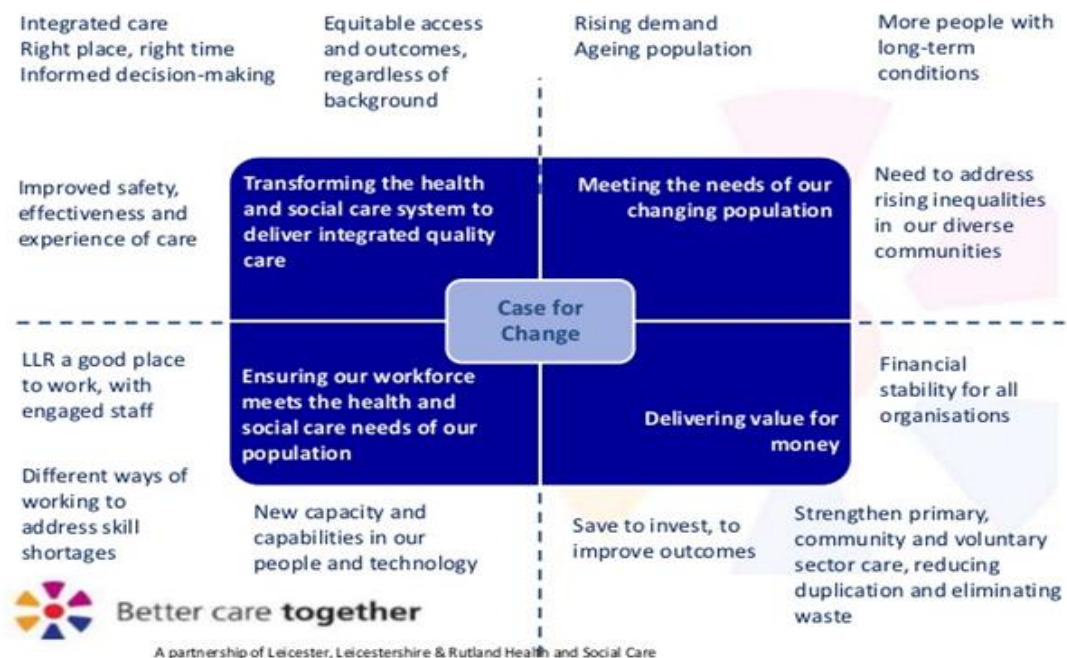 Integrated care
Right place, right time
Informed decision-making
Equitable access
and outcomes,
regardless of
background
Rising demand
Ageing population
More people with
long-term
conditions
Improved safety,
effectiveness and
experience of care
Transforming the health
and social care system to
deliver integrated quality
care
Meeting the needs of our
changing population
Need to address
rising inequalities
in our diverse
communities
Case for
Change
LLR a good place
to work, with
engaged staff
Ensuring our workforce
meets the health and
social care needs of our
population
Delivering value for
money
Financial
stability for all
organisations
Different ways of
working to
address skill
shortages
New capacity and
capabilities in our
people and technology
Save to invest, to
improve outcomes
Strengthen primary,
community and voluntary
sector care, reducing
duplication and eliminating
waste
Better care together
A partnership of Leicester, Leicestershire & Rutland Health and Social Care